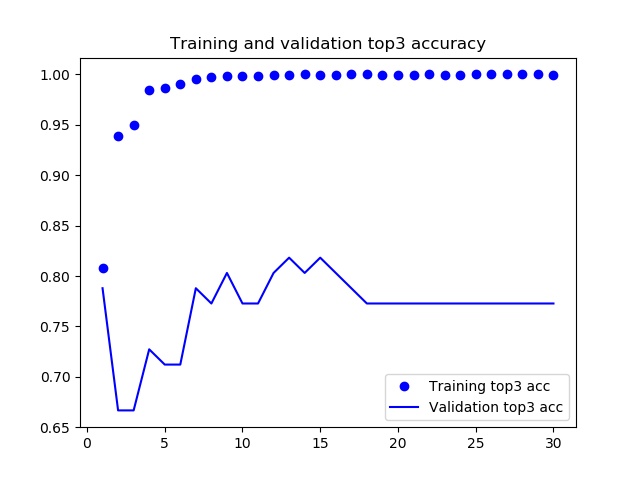 Training and validation top3 accuracy
1.00
0.95
0.90
0.85
0.80
0.75
0.70
0.65
0 5 10 15 20 25 30
Training top3 acc
Validation top3 acc